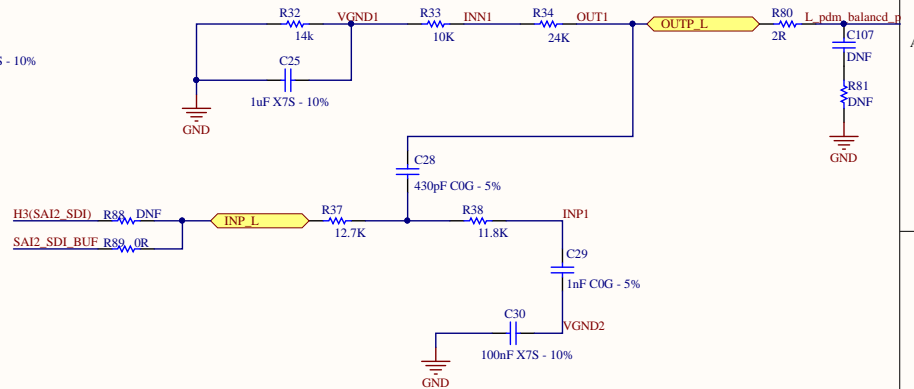 R32
VGND1
R33
INN1
R34
OUT1
OUTP_L
R80
L_pdm_balancd_p
14k
10K
24K
2R
C107
DNF
S - 10%
C25
1uF X7S - 10%
R81
DNF
GND
GND
C28
430pF C0G - 5%
H3(SAI2_SDI)
R88
DNF
INP_L
R37
R38
INP1
12.7K
11.8K
SAI2_SDI_BUF
R89
0R
C29
1nF C0G - 5%
C30
VGND2
100nF X7S - 10%
GND